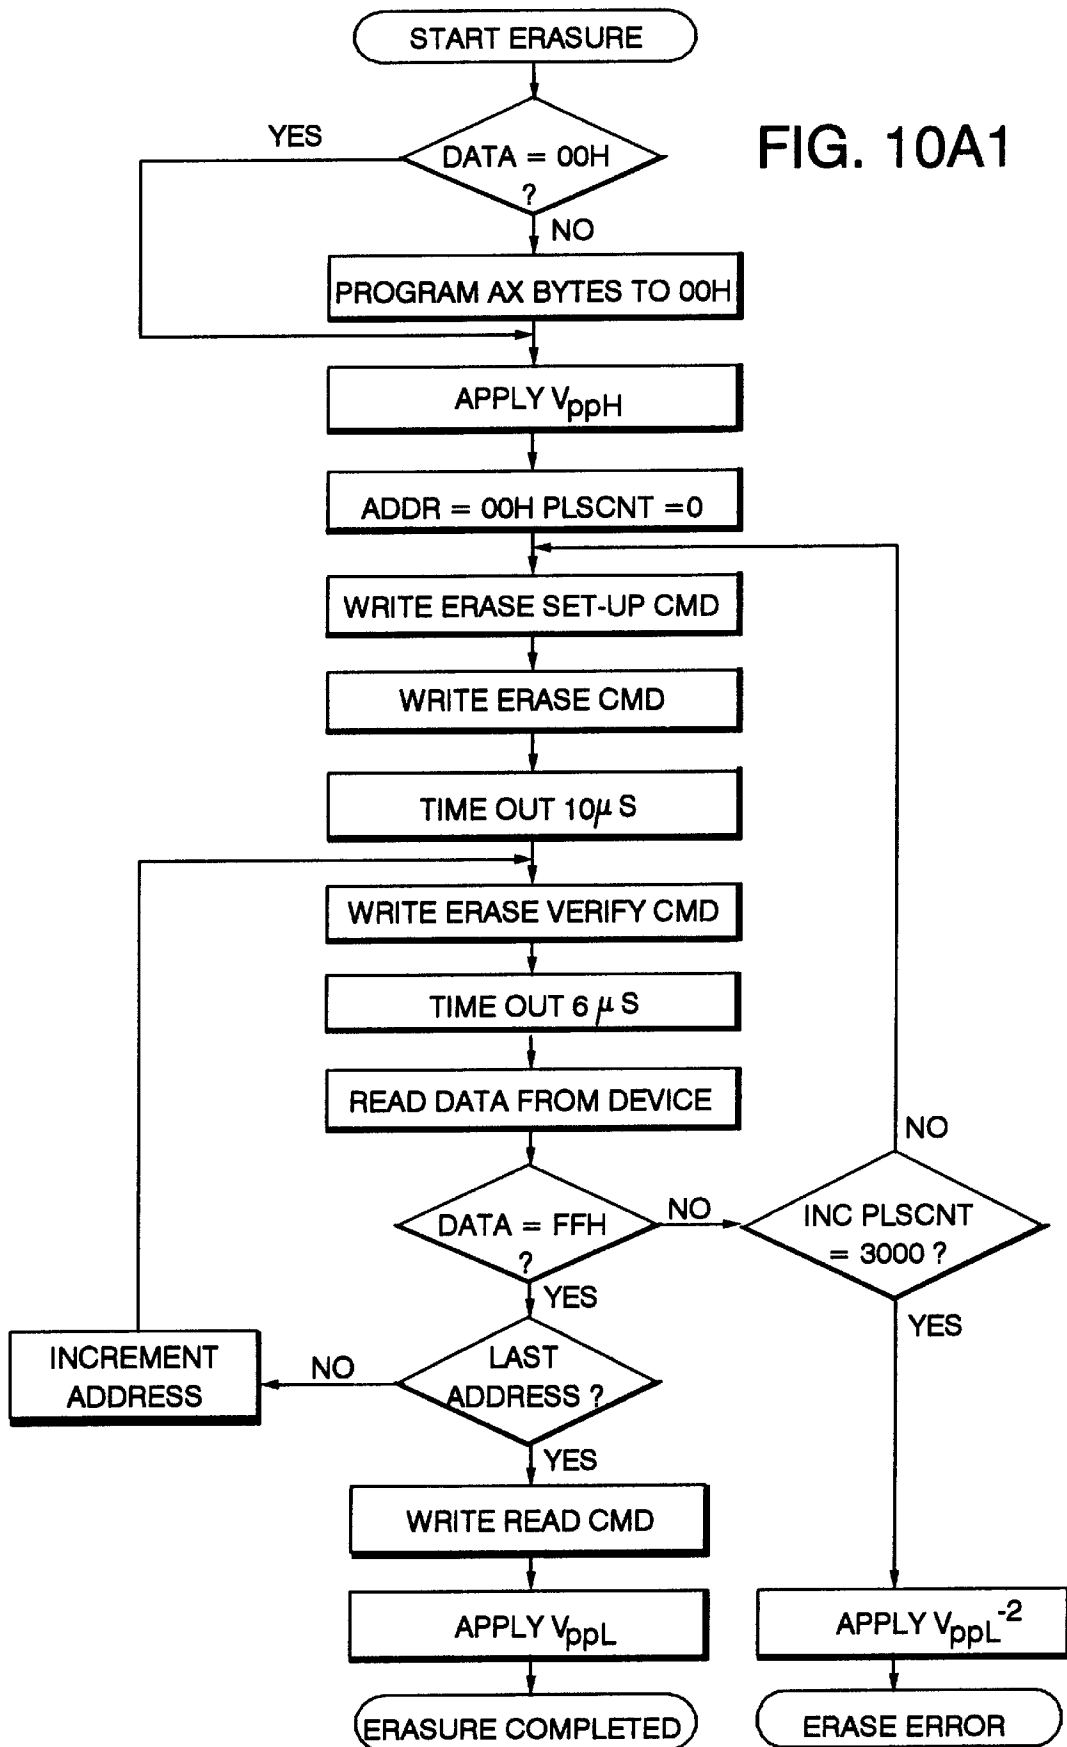 START ERASURE
FIG. 10A1
YES
DATA = 00H
?
NO
PROGRAM AX BYTES TO 00H
APPLY VppH
ADDR = 00H PLSCNT =0
WRITE ERASE SET-UP CMD
WRITE ERASE CMD
TIME OUT 10μ S
WRITE ERASE VERIFY CMD
TIME OUT 6 μ S
READ DATA FROM DEVICE
NO
DATA = FFH
?
NO
INC PLSCNT
= 3000 ?
YES
YES
INCREMENT
ADDRESS
NO
LAST
ADDRESS ?
YES
WRITE READ CMD
APPLY VppL
APPLY VppL-2
ERASURE COMPLETED
ERASE ERROR